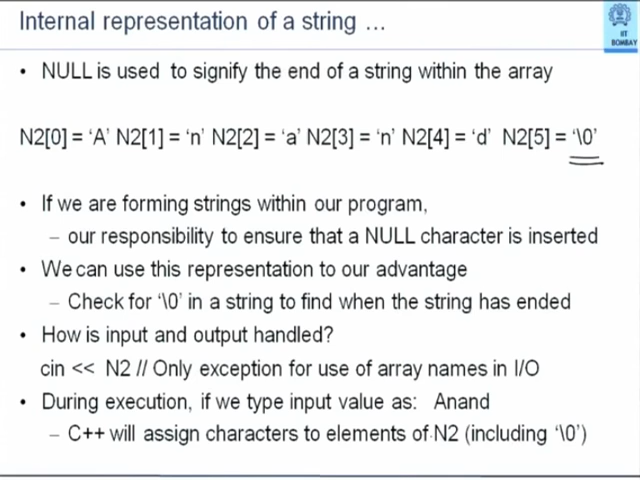 Internal representation of a string ...
IIT
BOMBAY
• NULL is used to signify the end of a string within the array
N2[0] = ‘A’ N2[1] = ‘n’ N2[2] = ‘a’ N2[3] = ‘n’ N2[4] = ‘d’ N2[5] = ‘\0’
• If we are forming strings within our program,
– our responsibility to ensure that a NULL character is inserted
• We can use this representation to our advantage
– Check for ‘\0’ in a string to find when the string has ended
• How is input and output handled?
cin << N2 // Only exception for use of array names in I/O
• During execution, if we type input value as: Anand
– C++ will assign characters to elements of N2 (including ‘\0’)